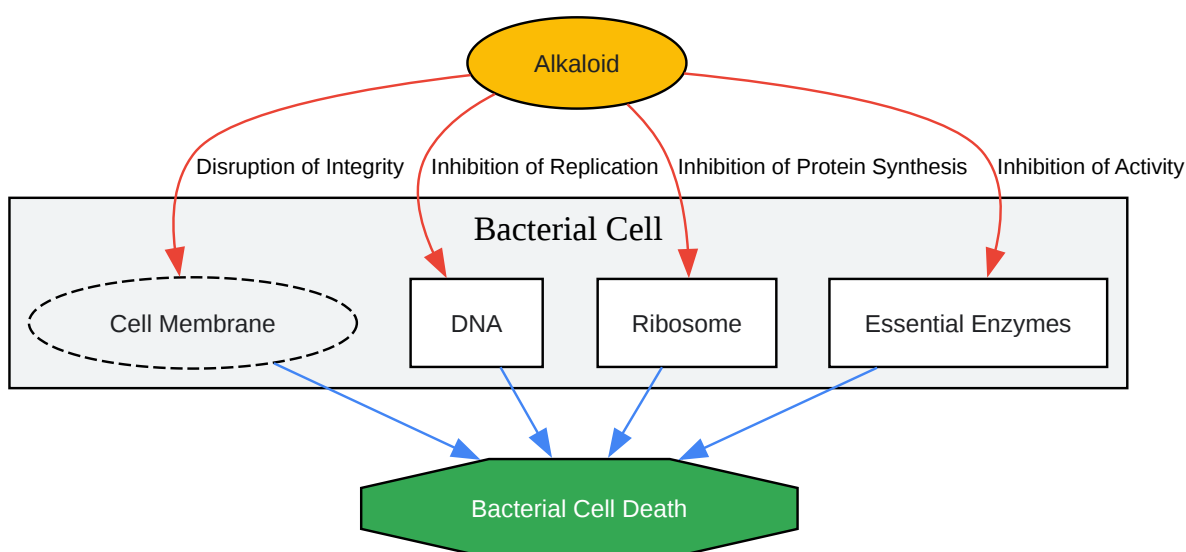 Alkaloid
Disruption of Integrity
Inhibition of Replication
Inhibition of Protein Synthesis
Inhibition of Activity
Bacterial Cell
Cell Membrane
DNA
Ribosome
Essential Enzymes
Bacterial Cell Death